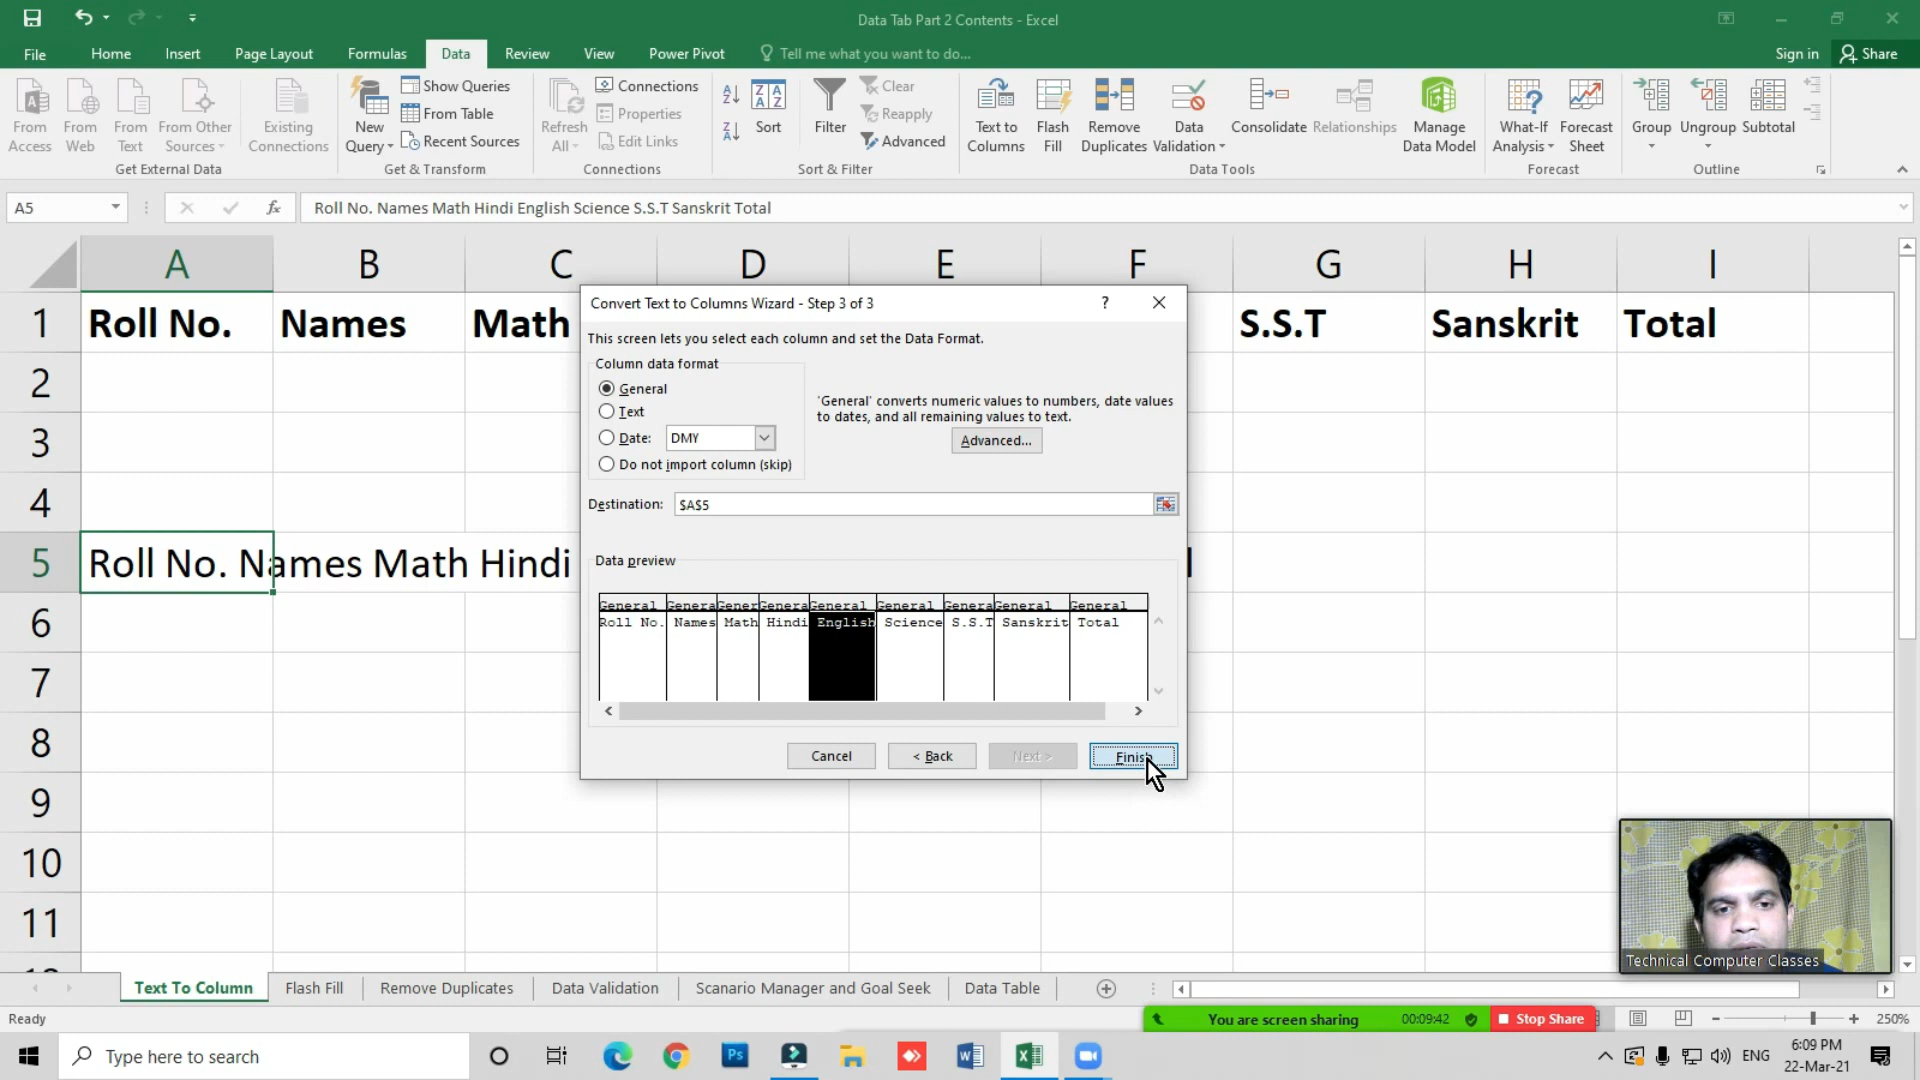 Data Tab Part 2 Contents - Excel
File Home Insert Page Layout Formulas Data Review View Power Pivot Tell me what you want to do... Sign in Share
From Access
From Web
From Text
From Other Sources
Existing Connections
Get External Data
New Query
Show Queries
From Table
Recent Sources
Get & Transform
Refresh All
Connections
Properties
Edit Links
Connections
Sort
Filter
Clear
Reapply
Advanced
Sort & Filter
Text to Columns
Flash Fill
Remove Duplicates
Data Validation
Consolidate
Relationships
Manage Data Model
Data Tools
What-If Analysis
Forecast Sheet
Forecast
Group
Ungroup
Subtotal
Outline
A5 fx Roll No. Names Math Hindi English Science S.S.T Sanskrit Total
A B C D E F G H I
1 Roll No. Names Math S.S.T Sanskrit Total
2
3
4
5 Roll No. Names Math Hindi
6
7
8
9
10
11
Convert Text to Columns Wizard - Step 3 of 3 ?
This screen lets you select each column and set the Data Format.
Column data format
General
Text
Date: DMY
Do not import column (skip)
'General' converts numeric values to numbers, date values
to dates, and all remaining values to text.
Advanced...
Destination: $A$5
Data preview
General General General General General General General General General
Roll No. Names Math Hindi English Science S.S.T Sanskrit Total
Cancel < Back Next > Finish
Technical Computer Classes
Text To Column Flash Fill Remove Duplicates Data Validation Scanario Manager and Goal Seek Data Table
Ready
You are screen sharing 00:09:42 Stop Share
250%
Type here to search
Ps
ENG
6:09 PM
22-Mar-21